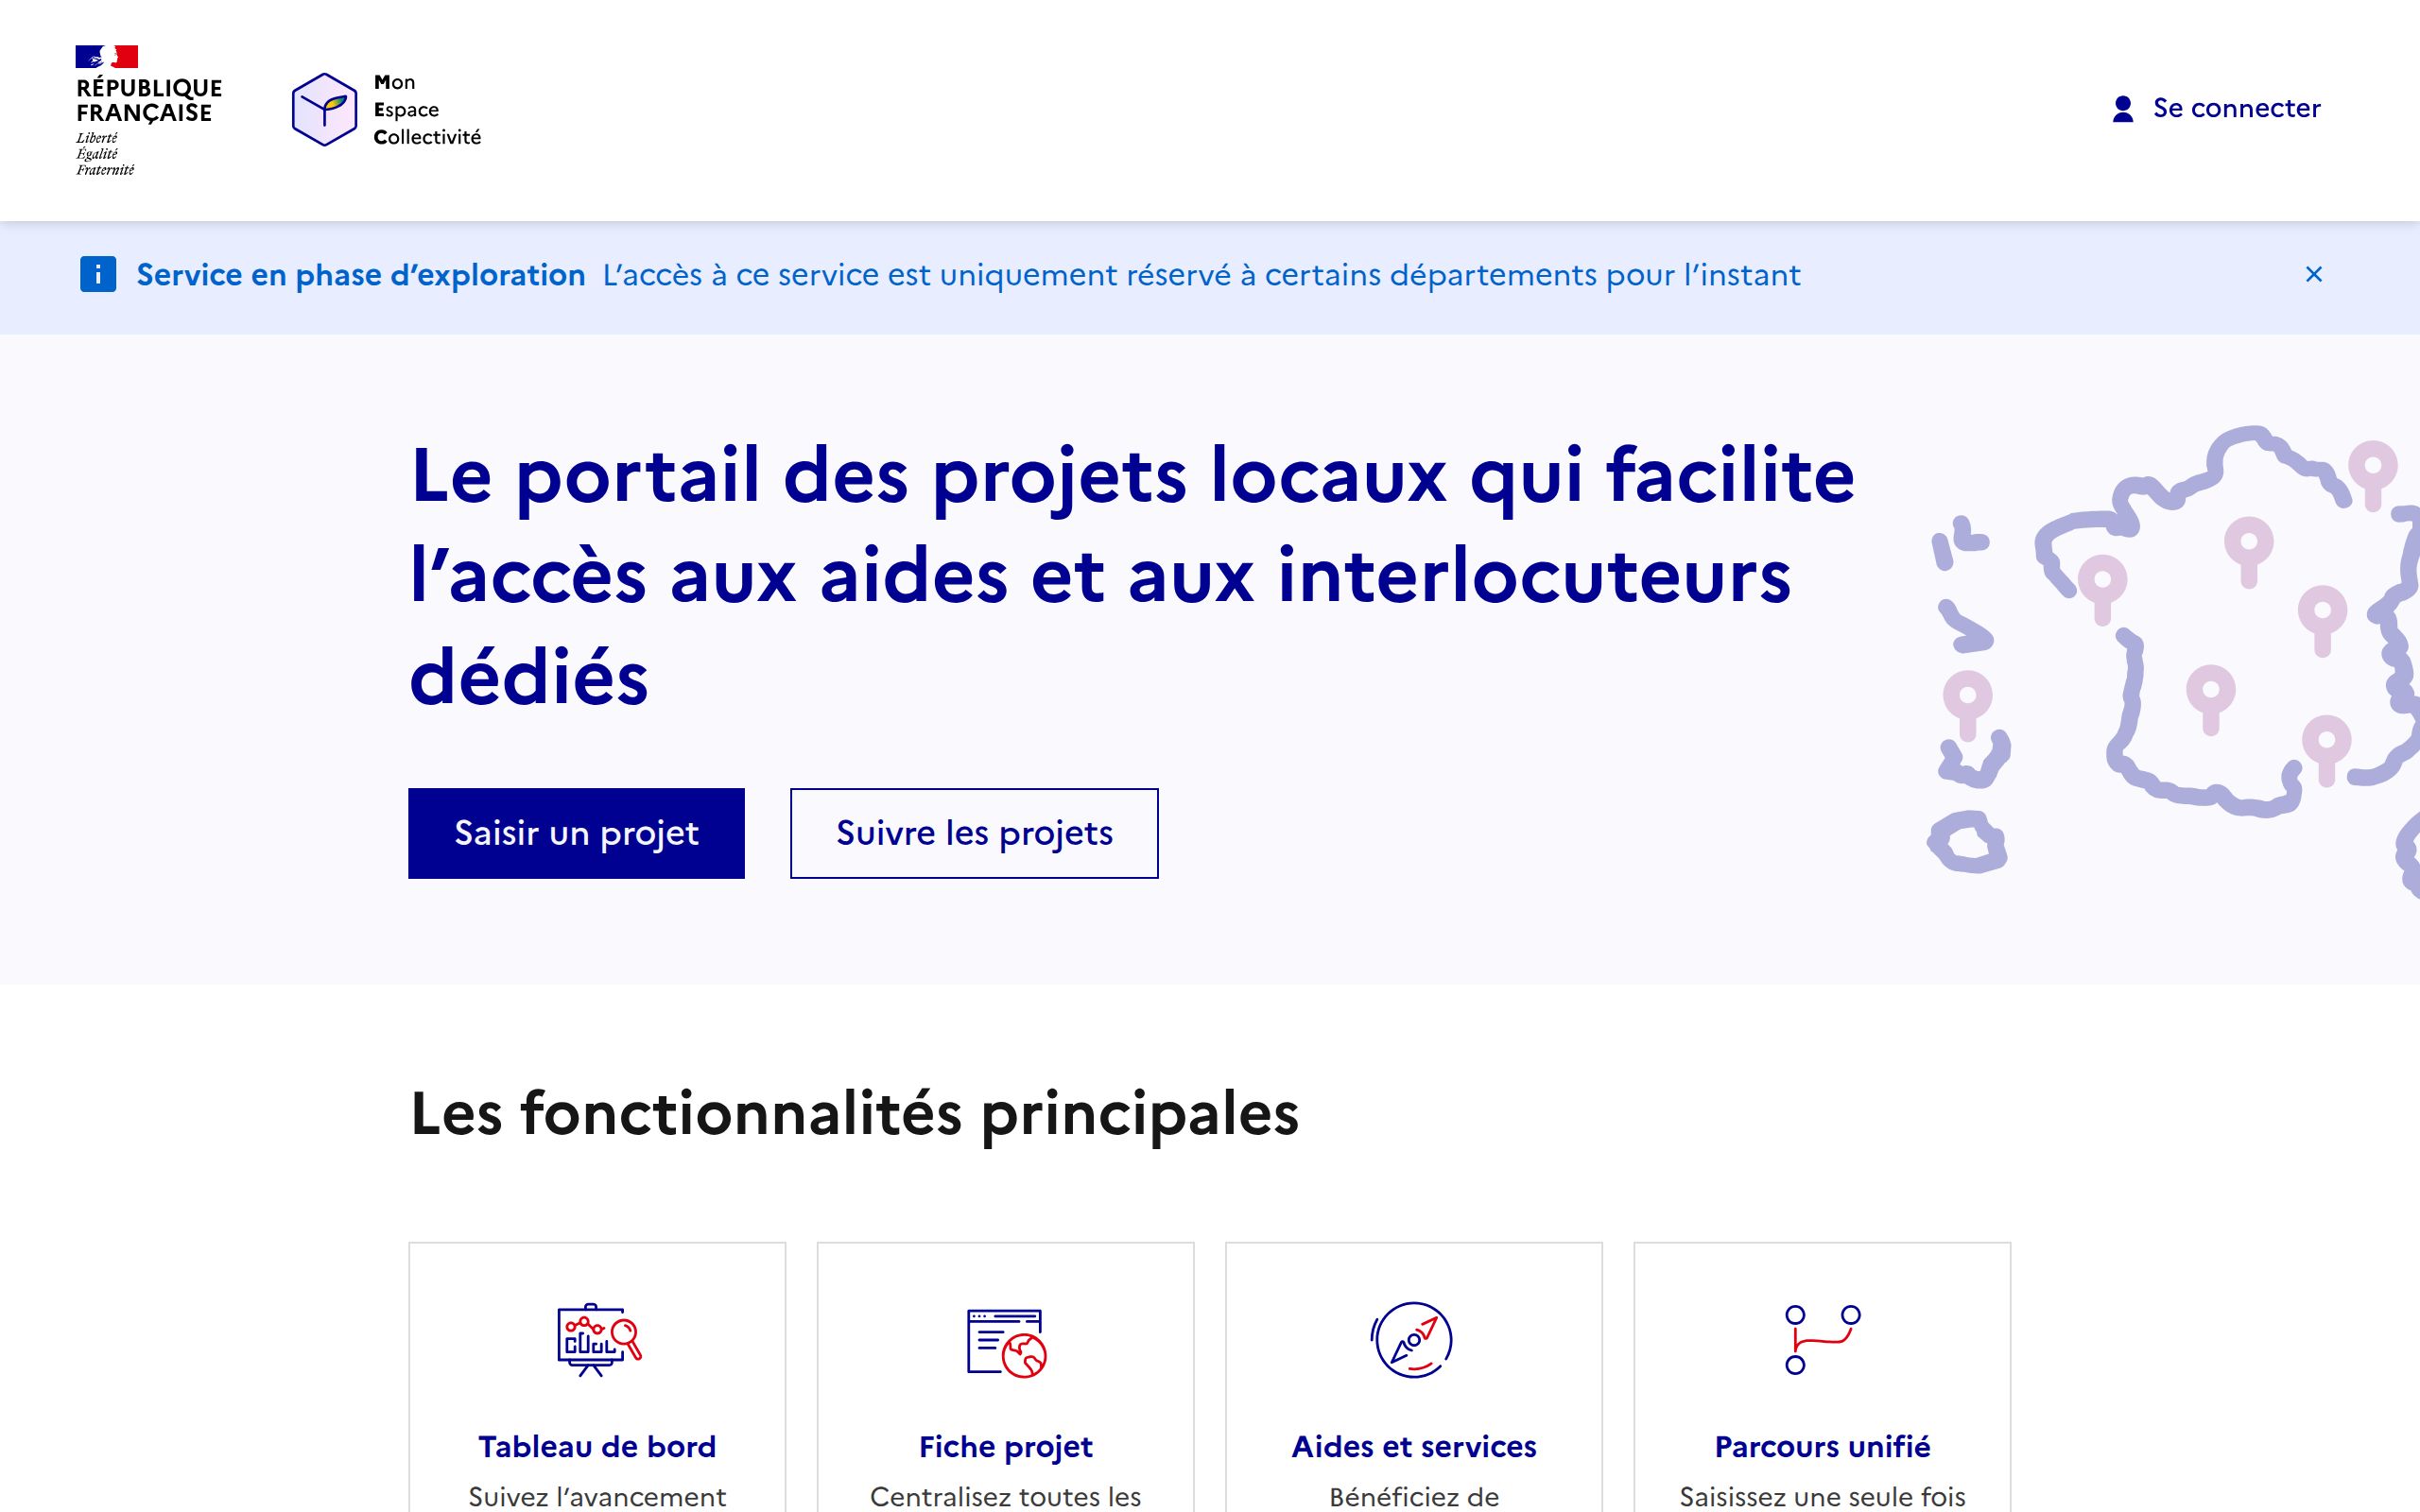 RÉPUBLIQUE
FRANÇAISE
Liberté
Égalité
Fraternité
Mon
Espace
Collectivité
Se connecter
Service en phase d’exploration L’accès à ce service est uniquement réservé à certains départements pour l’instant
Le portail des projets locaux qui facilite
l’accès aux aides et aux interlocuteurs
dédiés
Saisir un projet
Suivre les projets
Les fonctionnalités principales
Tableau de bord
Suivez l’avancement
Fiche projet
Centralisez toutes les
Aides et services
Bénéficiez de
Parcours unifié
Saisissez une seule fois